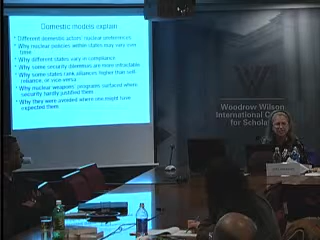 Domestic models explain
* Different domestic actors' nuclear preferences
* Why nuclear policies within states may vary over
time
* Why different states vary in compliance
* Why some security dilemmas are more intractable
* Why some states rank alliances higher than self-
reliance, or vice-versa
* Why nuclear weapons' programs surfaced where
security hardly justified them
* Why they were avoided where one might have
expected them
Woodrow Wilson
International
for Schola